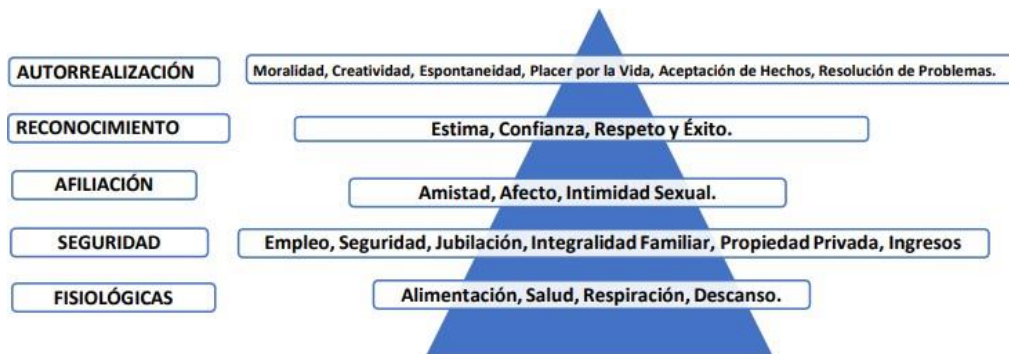 AUTORREALIZACIÓN
Moralidad, Creatividad, Espontaneidad, Placer por la Vida, Aceptación de Hechos, Resolución de Problemas.
RECONOCIMIENTO
Estima, Confianza, Respeto y Éxito.
AFILIACIÓN
Amistad, Afecto, Intimidad Sexual.
SEGURIDAD
Empleo, Seguridad, Jubilación, Integralidad Familiar, Propiedad Privada, Ingresos
FISIOLÓGICAS
Alimentación, Salud, Respiración, Descanso.